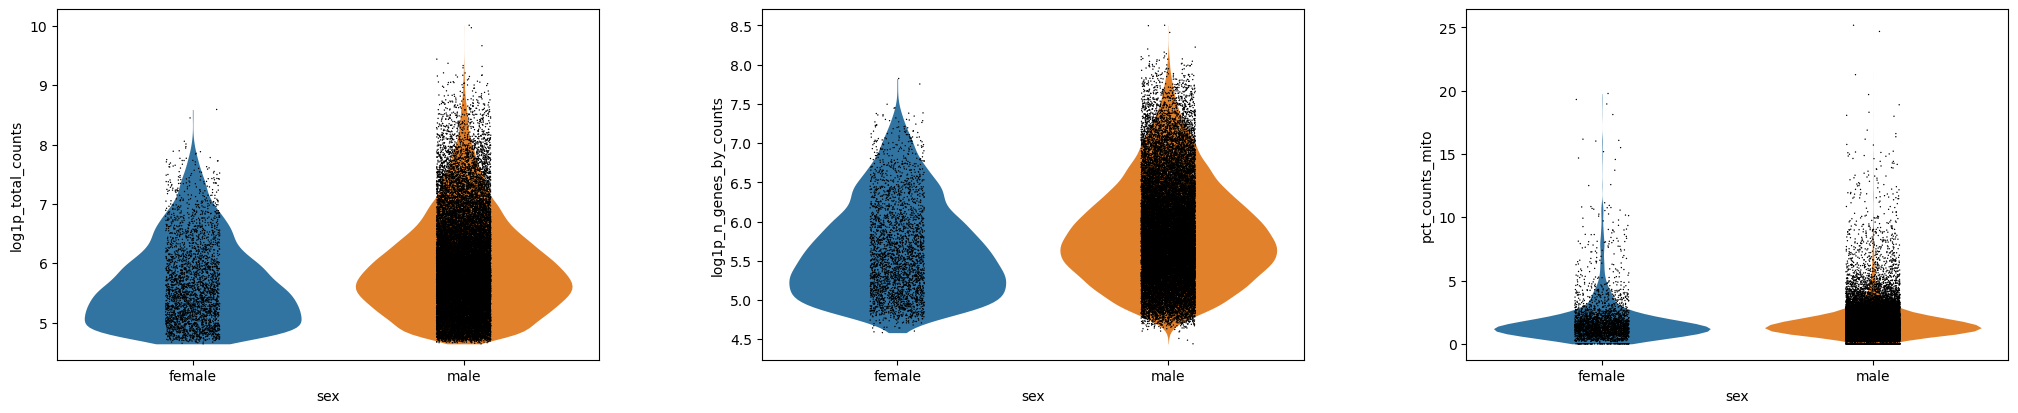 log1p_total_counts
10
9
8
7
6
5
female
male
sex
log1p_n_genes_by_counts
8.5
8.0
7.5
7.0
6.5
6.0
5.5
5.0
4.5
female
male
sex
pct_counts_mito
25
20
15
10
5
0
female
male
sex